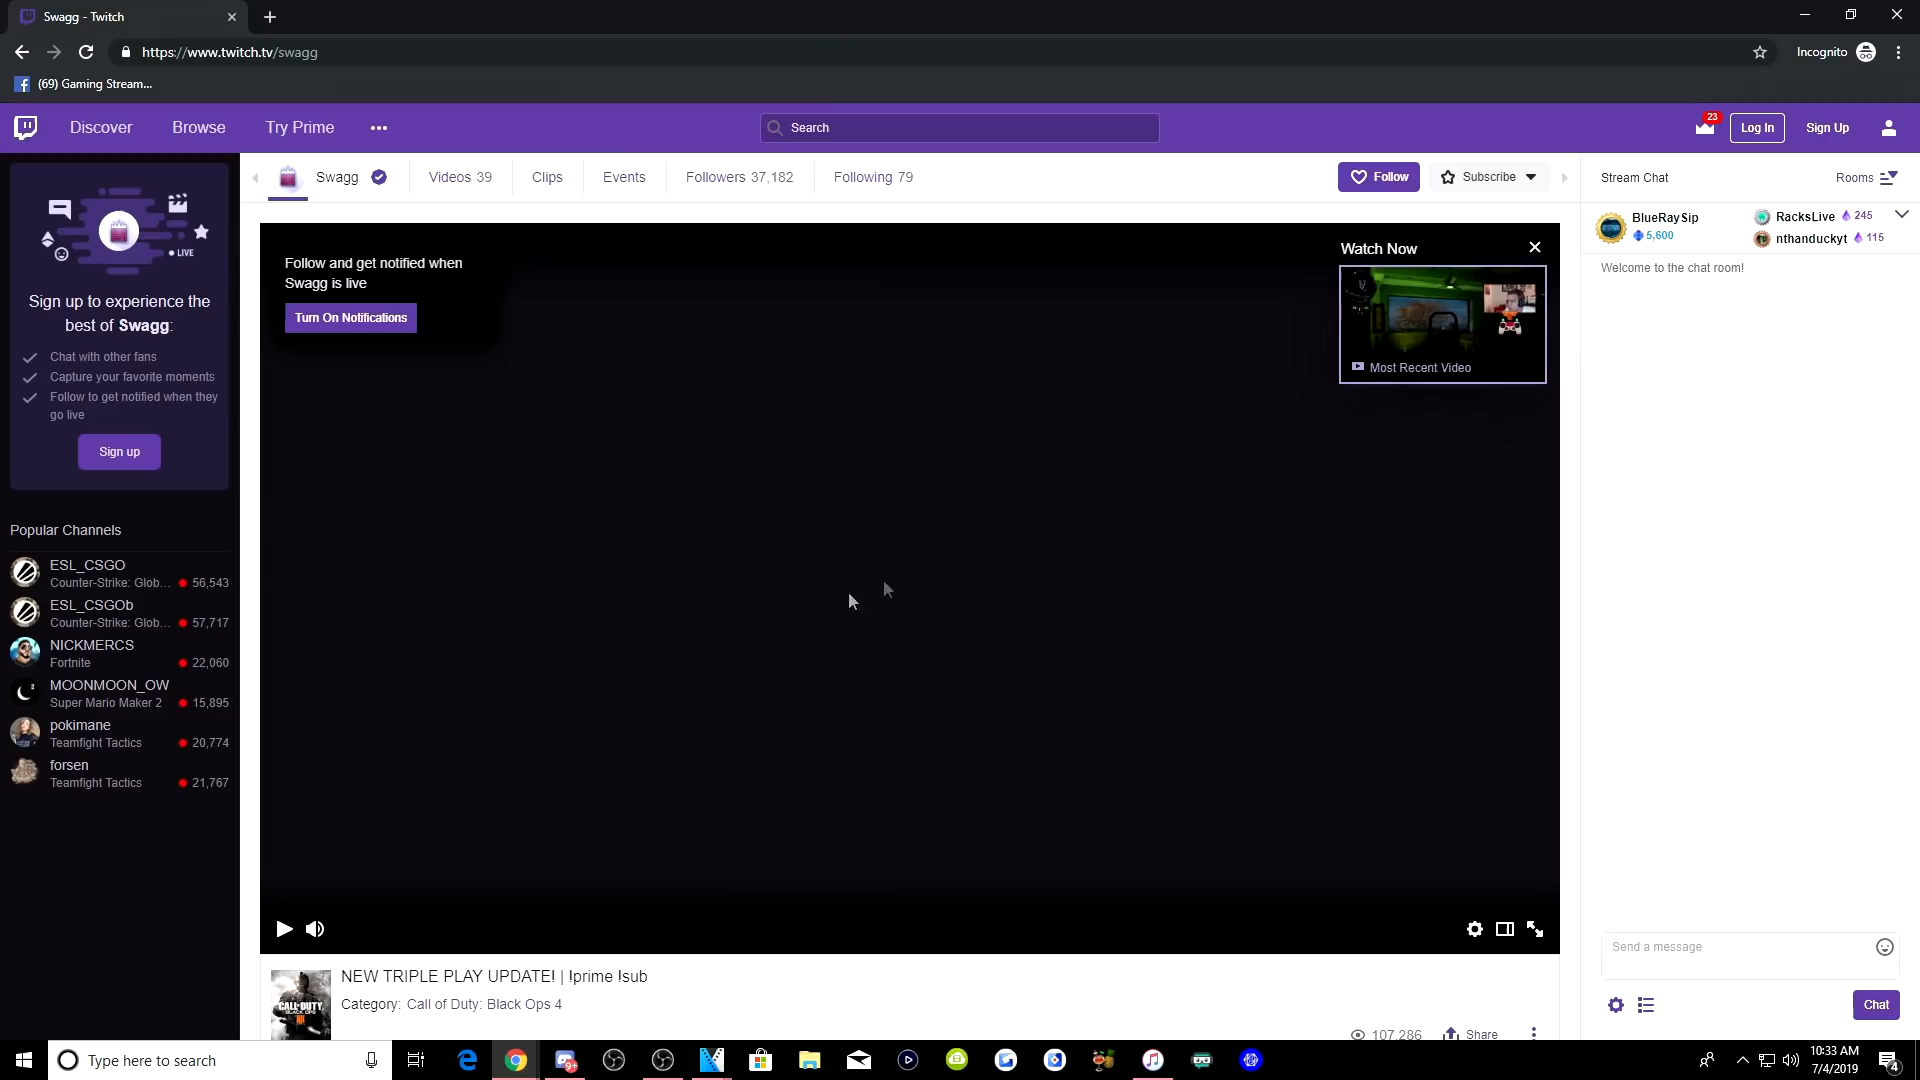 Swagg - Twitch
https://www.twitch.tv/swagg
Incognito
(69) Gaming Stream...
Discover
Browse
Try Prime
Search
23
Log In
Sign Up
Swagg
Videos 39
Clips
Events
Followers 37,182
Following 79
Follow
Subscribe
Stream Chat
Rooms
LIVE
Sign up to experience the
best of Swagg:
Chat with other fans
Capture your favorite moments
Follow to get notified when they
go live
Sign up
Popular Channels
ESL_CSGO
Counter-Strike: Glob... 56,543
ESL_CSGOb
Counter-Strike: Glob... 57,717
NICKMERCS
Fortnite 22,060
MOONMOON_OW
Super Mario Maker 2 15,895
pokimane
Teamfight Tactics 20,774
forsen
Teamfight Tactics 21,767
Follow and get notified when
Swagg is live
Turn On Notifications
Watch Now
Most Recent Video
BlueRaySip
5,600
RacksLive 245
nthanduckyt 115
Welcome to the chat room!
NEW TRIPLE PLAY UPDATE! | !prime !sub
Category: Call of Duty: Black Ops 4
CALL OF DUTY
BLACK OPS
107,286
Share
Send a message
Chat
Type here to search
9+
10:33 AM
7/4/2019
4